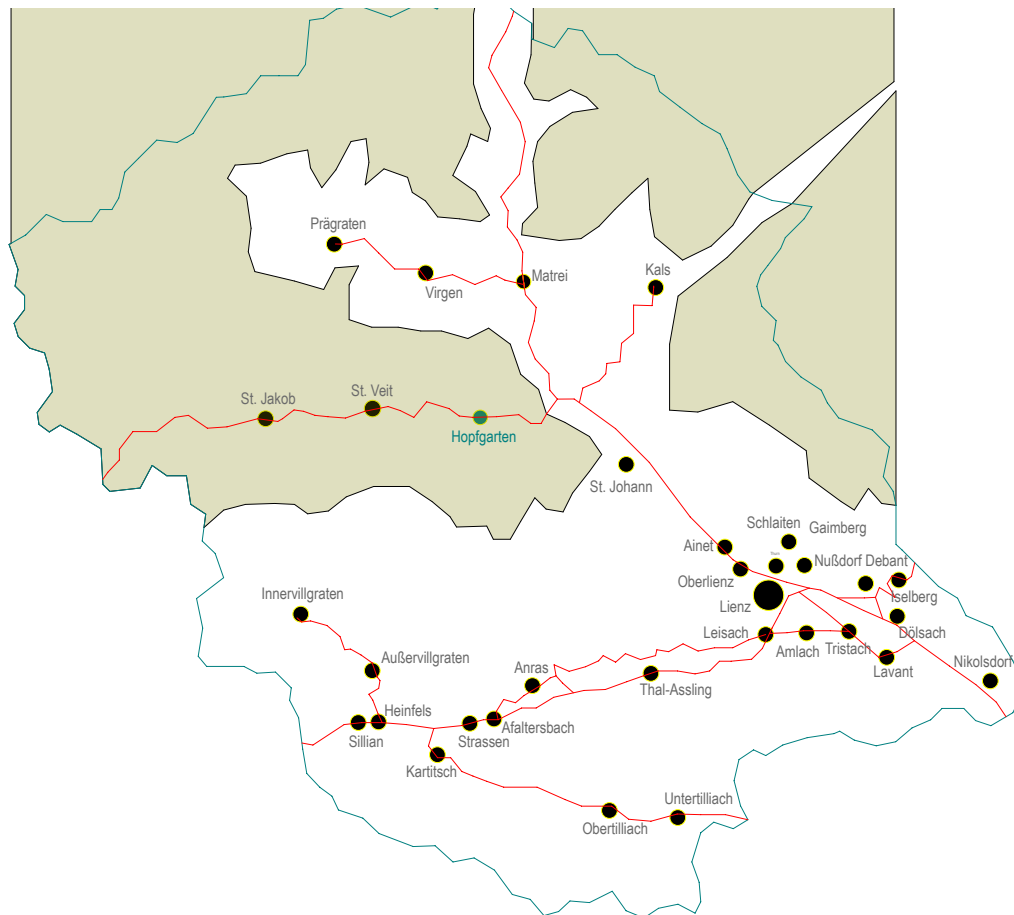 Prägraten
Virgen
Matrei
Kals
St. Jakob
St. Veit
Hopfgarten
St. Johann
Schlaiten
Gaimberg
Ainet
Oberlienz
Nußdorf Debant
Iselberg
Lienz
Dölsach
Leisach
Amlach
Tristach
Lavant
Nikolsdorf
Innervillgraten
Außervillgraten
Anras
Thal-Assling
Heinfels
Sillian
Strassen
Afaltersbach
Kartitsch
Obertilliach
Untertilliach